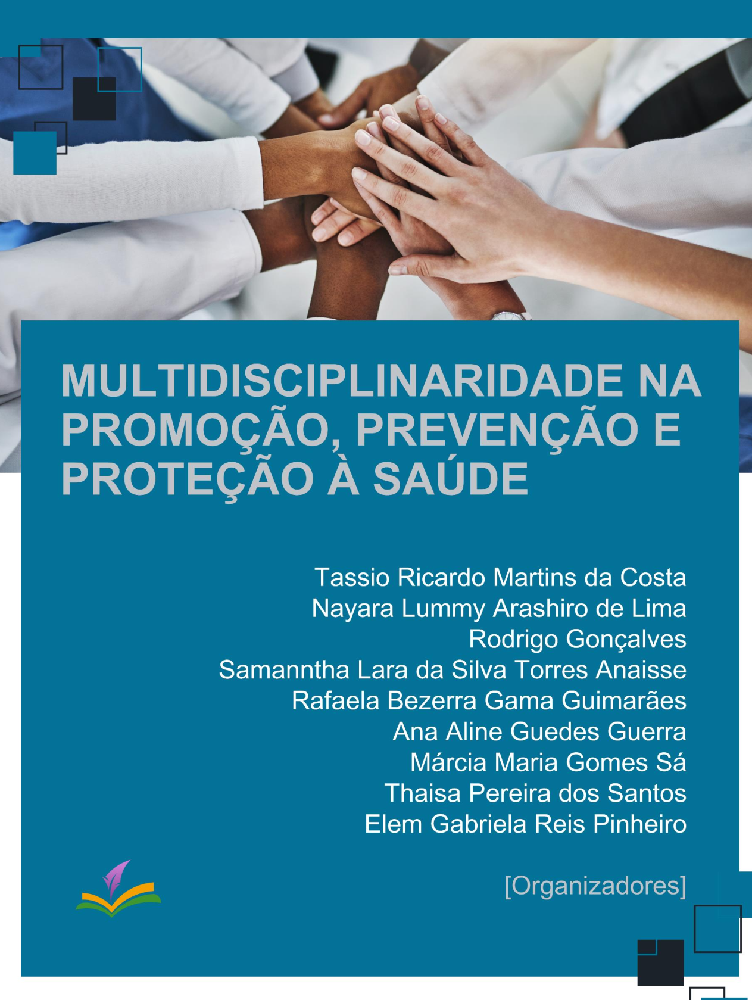 MULTIDISCIPLINARIDADE NA
PROMOÇÃO, PREVENÇÃO E
PROTEÇÃO À SAÚDE
Tassio Ricardo Martins da Costa
Nayara Lummy Arashiro de Lima
Rodrigo Gonçalves
Samanntha Lara da Silva Torres Anaisse
Rafaela Bezerra Gama Guimarães
Ana Aline Guedes Guerra
Márcia Maria Gomes Sá
Thaisa Pereira dos Santos
Elem Gabriela Reis Pinheiro
[Organizadores]